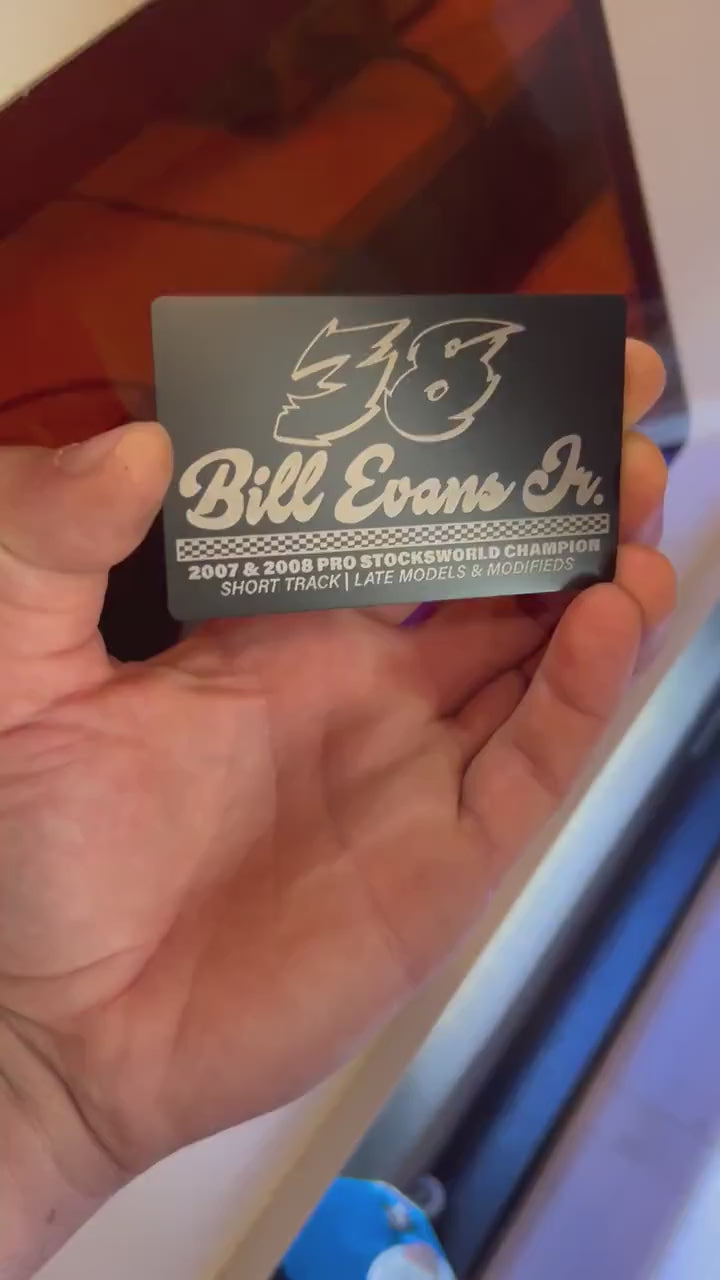 38
Bill Evans Jr.
2007 & 2008 PRO STOCKSWORLD CHAMPION
SHORT TRACK | LATE MODELS & MODIFIEDS